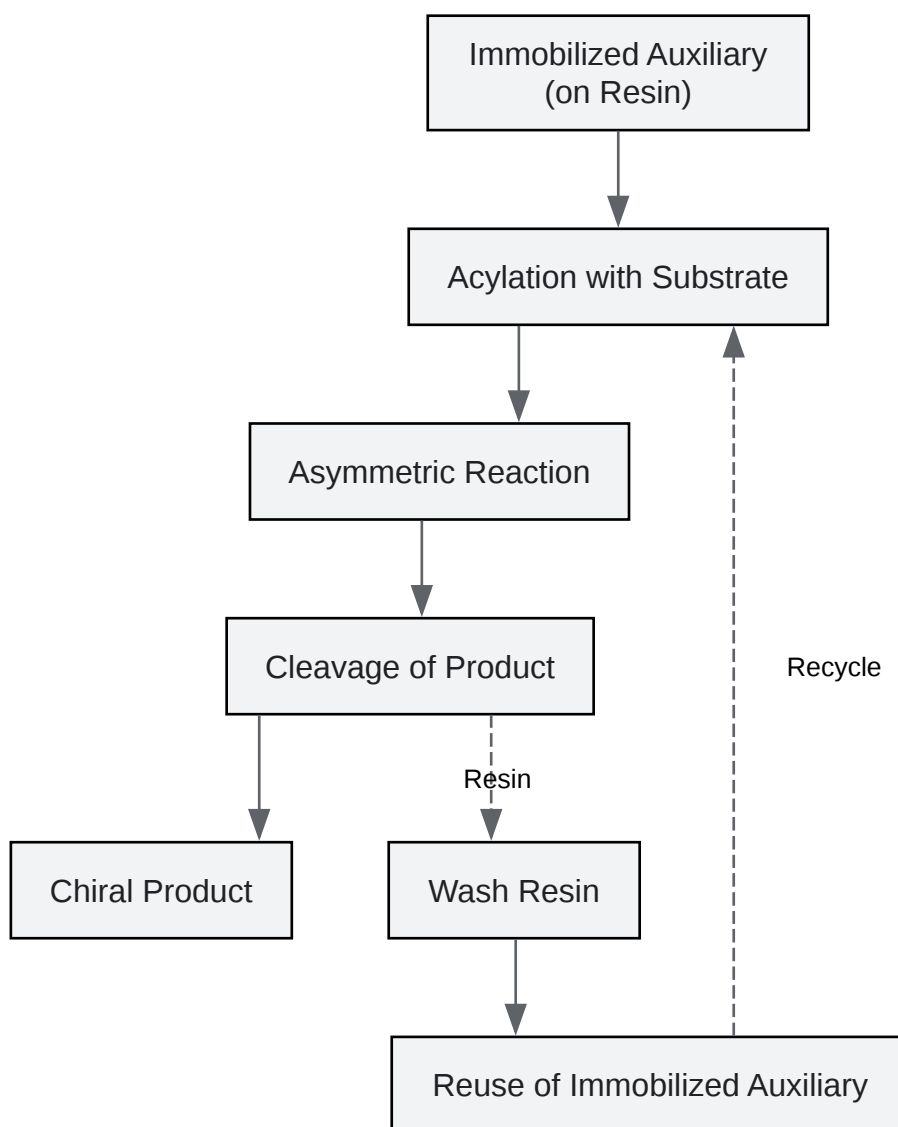 Immobilized Auxiliary
(on Resin)
Acylation with Substrate
Asymmetric Reaction
Cleavage of Product
Recycle
Resin
Chiral Product
Wash Resin
Reuse of Immobilized Auxiliary